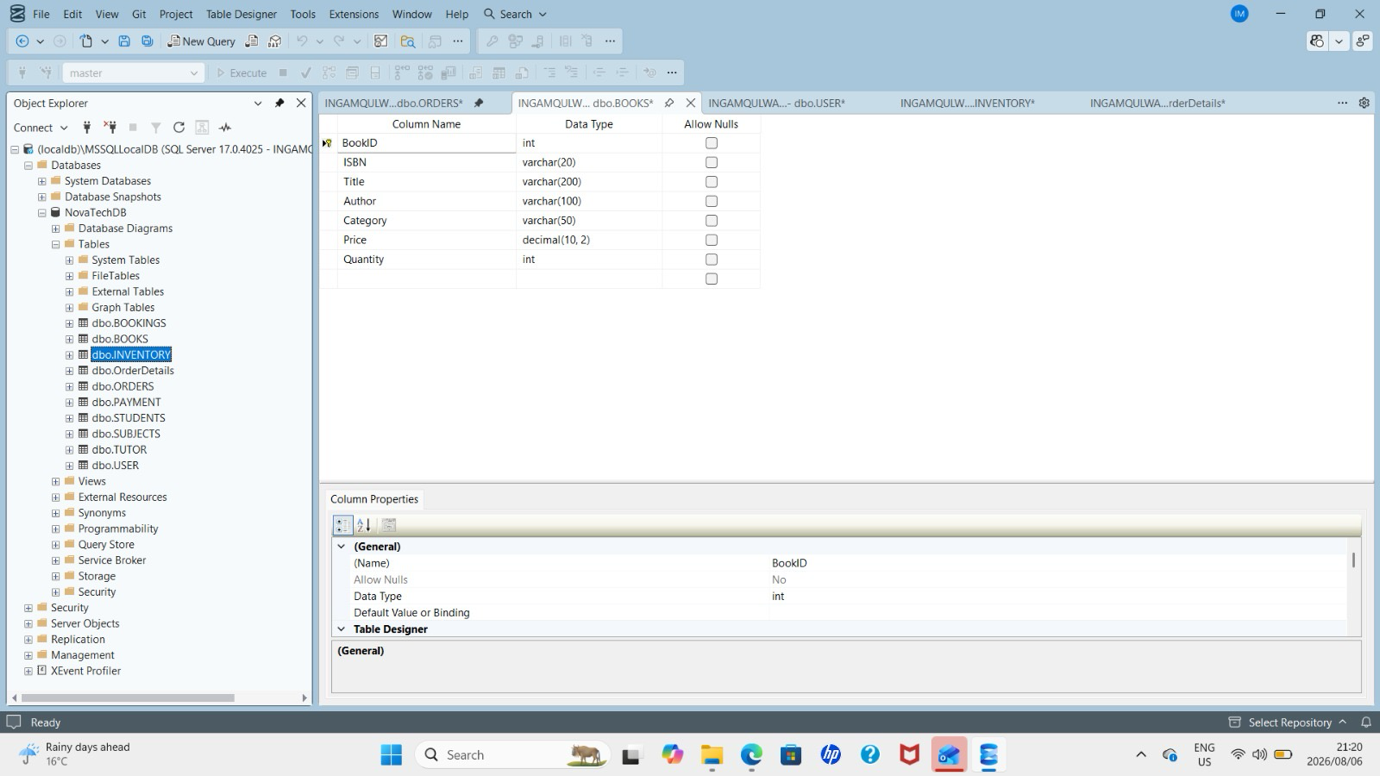 File Edit View Git Project Table Designer Tools Extensions Window Help Search IM
New Query
master Execute
Object Explorer
Connect
(localdb)\MSSQLLocalDB (SQL Server 17.0.4025 - INGAMQ
Databases
System Databases
Database Snapshots
NovaTechDB
Database Diagrams
Tables
System Tables
FileTables
External Tables
Graph Tables
dbo.BOOKINGS
dbo.BOOKS
dbo.INVENTORY
dbo.OrderDetails
dbo.ORDERS
dbo.PAYMENT
dbo.STUDENTS
dbo.SUBJECTS
dbo.TUTOR
dbo.USER
Views
External Resources
Synonyms
Programmability
Query Store
Service Broker
Storage
Security
Security
Server Objects
Replication
Management
XEvent Profiler
INGAMQULW...dbo.ORDERS* INGAMQULW... dbo.BOOKS* INGAMQULWA...- dbo.USER* INGAMQULW....INVENTORY* INGAMQULWA...rderDetails*
Column Name Data Type Allow Nulls
BookID int
ISBN varchar(20)
Title varchar(200)
Author varchar(100)
Category varchar(50)
Price decimal(10, 2)
Quantity int
Column Properties
(General)
(Name) BookID
Allow Nulls No
Data Type int
Default Value or Binding
Table Designer
(General)
Ready Select Repository
Rainy days ahead
16°C
Search
ENG
US
21:20
2026/08/06